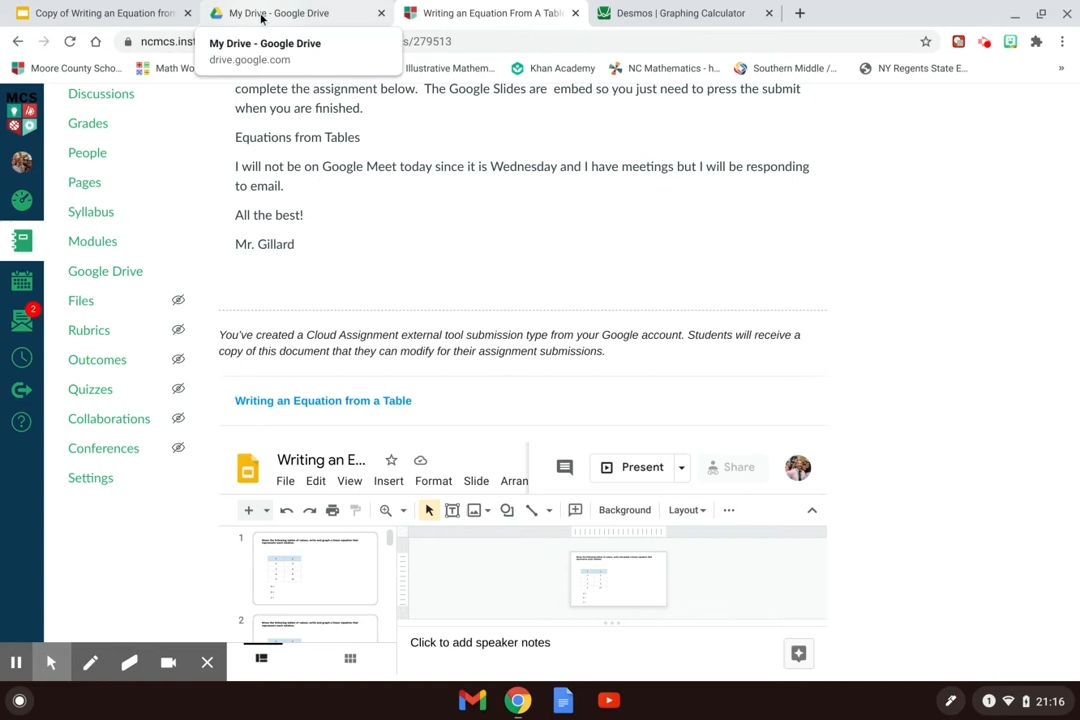 Copy of Writing an Equation from
My Drive - Google Drive
Writing an Equation From A Tabl
Desmos | Graphing Calculator
ncmcs.inst
s/279513
My Drive - Google Drive
drive.google.com
Moore County Scho...
Math Wo
Illustrative Mathem...
Khan Academy
NC Mathematics - h...
Southern Middle /...
NY Regents State E...
»
MCS
Discussions
Grades
People
Pages
Syllabus
Modules
Google Drive
Files
Rubrics
Outcomes
Quizzes
Collaborations
Conferences
Settings
2
complete the assignment below. The Google Slides are embed so you just need to press the submit
when you are finished.
Equations from Tables
I will not be on Google Meet today since it is Wednesday and I have meetings but I will be responding
to email.
All the best!
Mr. Gillard
You've created a Cloud Assignment external tool submission type from your Google account. Students will receive a
copy of this document that they can modify for their assignment submissions.
Writing an Equation from a Table
Writing an E...
Present
Share
File Edit View Insert Format Slide Arran
Background
Layout
1
2
Click to add speaker notes
1
21:16